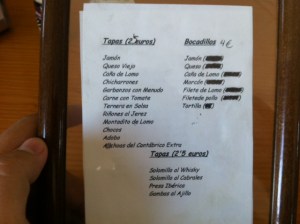 Tapas (2 euros)
Jamón
Queso Viejo
Caña de Lomo
Chicharrones
Garbanzos con Menudo
Carne con Tomate
Ternera en Salsa
Riñones al Jerez
Montadito de Lomo
Chocos
Adobo
del Cantábrico Extra
Bocadillos 4€
Jamón
Queso
Caña de Lomo
Morcón
Filete de Lomo
Filete de pollo
Tortilla
Tapas (2'5 euros)
Solomillo al Whisky
Solomillo al Cabrales
Presa Ibérica
Gambas al Ajillo